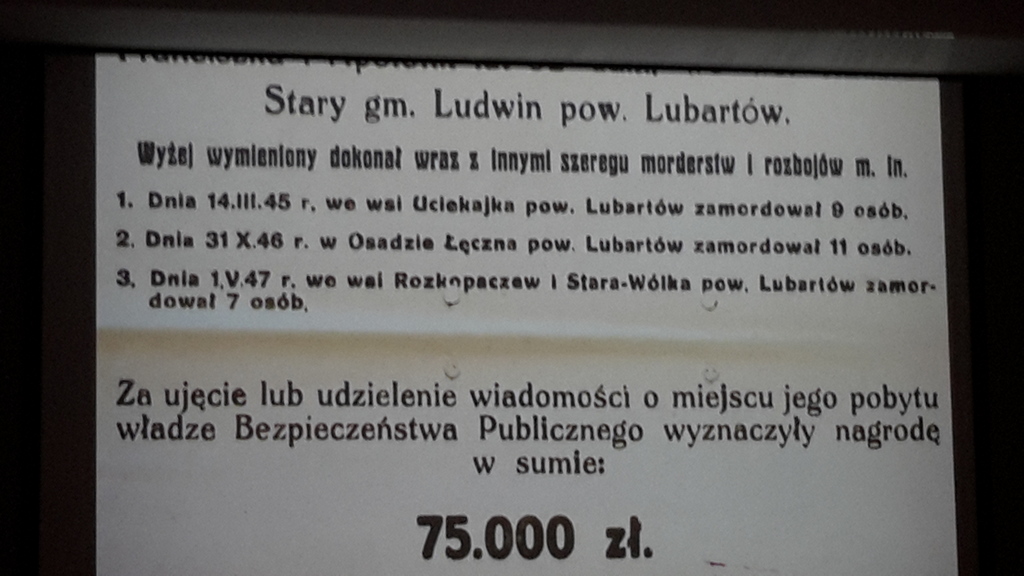 Stary gm. Ludwin pow. Lubartów.
Wyżej wymieniony dokonał wraz z innymi szeregu morderstw i rozbojów m. in.
1. Dnia 14.III.45 r. we wsi Uciekajka pow. Lubartów zamordował 9 osób.
2. Dnia 31 X.46 r. w Osadzie Łęczna pow. Lubartów zamordował 11 osób.
3. Dnia 1.V.47 r. we wsi Rozkopaczew i Stara-Wólka pow. Lubartów zamor-
dował 7 osób.
Za ujęcie lub udzielenie wiadomości o miejscu jego pobytu
władze Bezpieczeństwa Publicznego wyznaczyły nagrodę
w sumie:
75.000 zł.